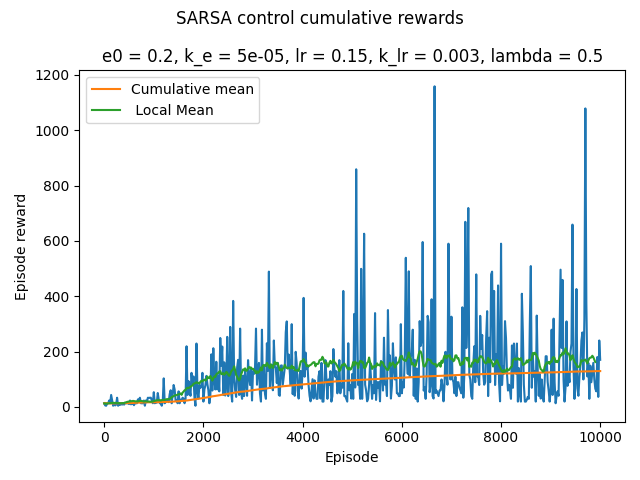 SARSA control cumulative rewards
e0 = 0.2, k_e = 5e-05, lr = 0.15, k_lr = 0.003, lambda = 0.5
1200
1000
800
600
400
200
0
Episode reward
Cumulative mean
Local Mean
0
2000
4000
6000
8000
10000
Episode